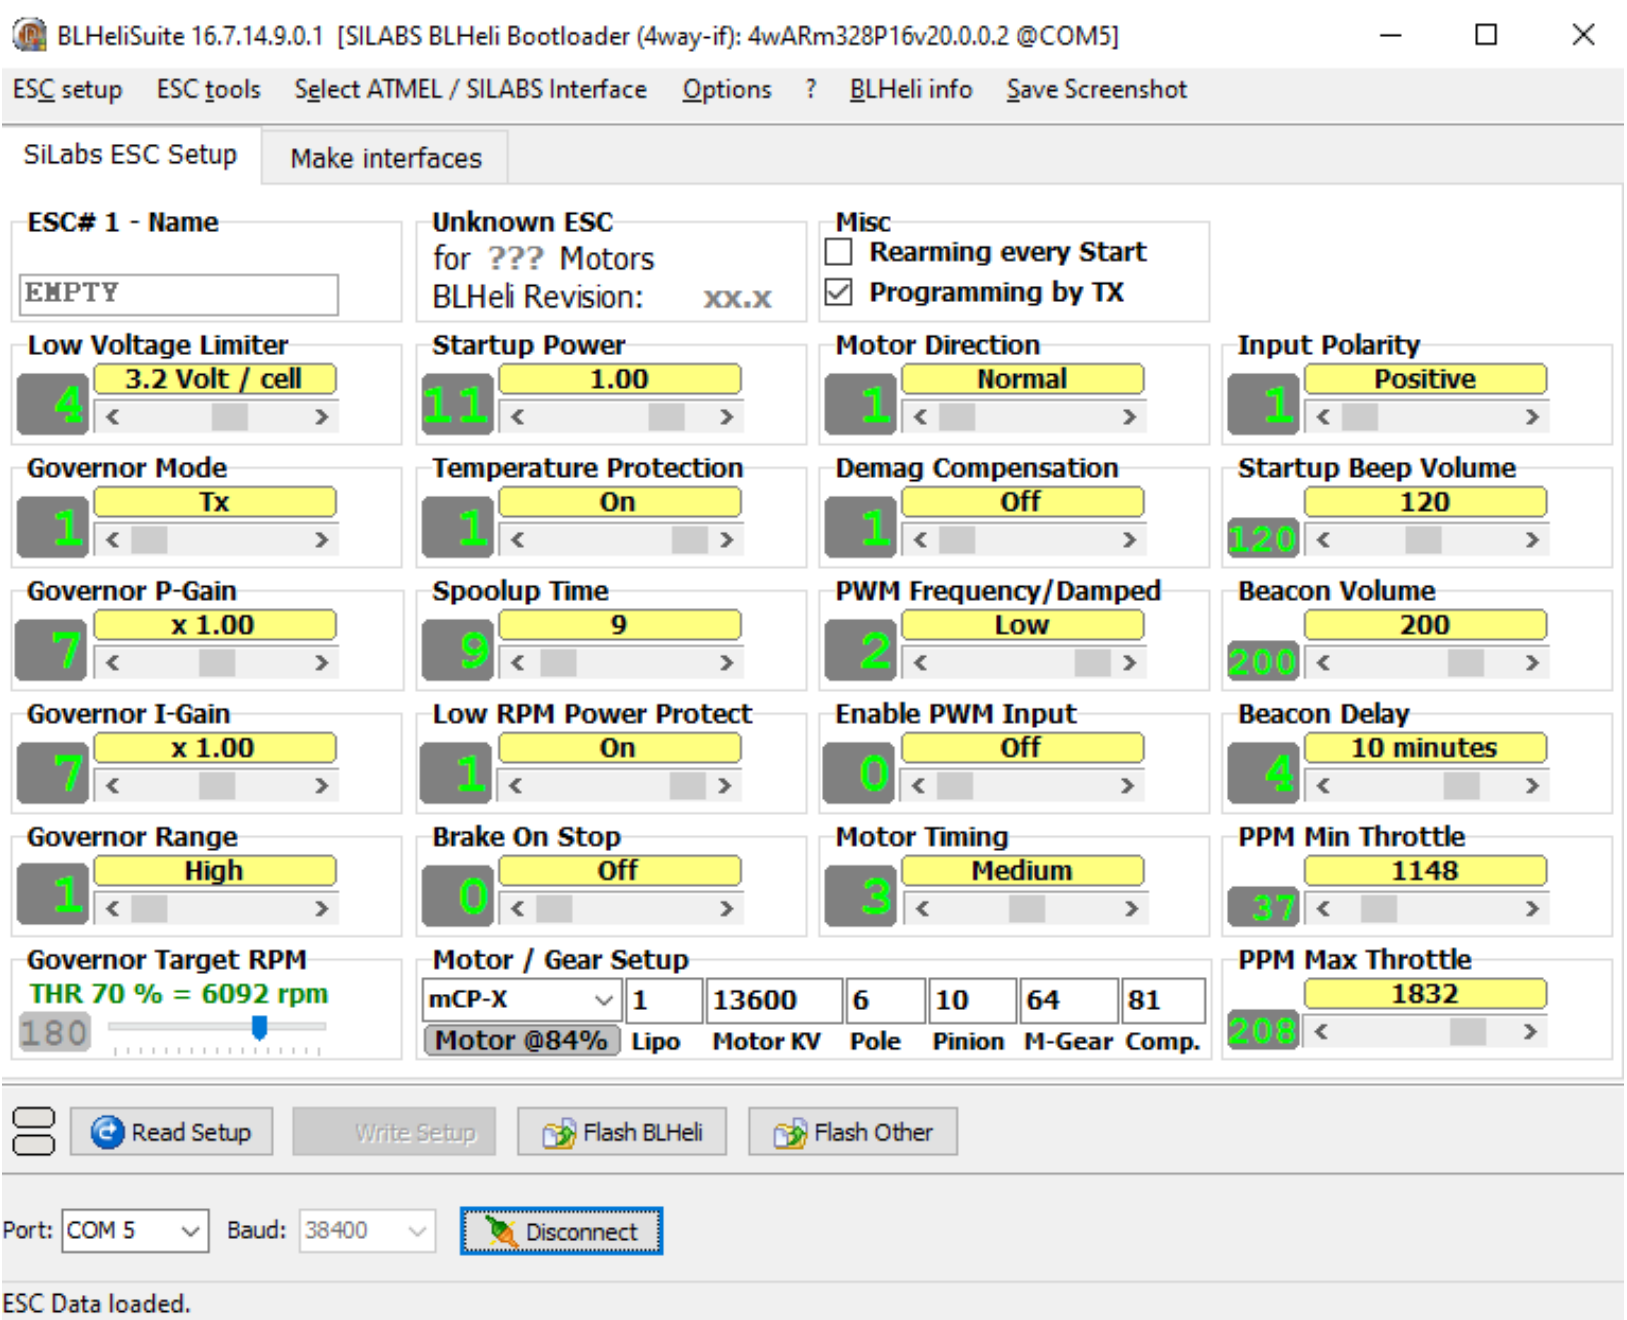 BLHeliSuite 16.7.14.9.0.1 [SILABS BLHeli Bootloader (4way-if): 4wARm328P16v20.0.0.2 @COM5]
ESC setup ESC tools Select ATMEL / SILABS Interface Options ? BLHeli info Save Screenshot
SiLabs ESC Setup Make interfaces
ESC# 1 - Name
EMPTY
Unknown ESC
for ??? Motors
BLHeli Revision: xx.x
Misc
Rearming every Start
Programming by TX
Low Voltage Limiter
3.2 Volt / cell
4
Startup Power
1.00
11
Motor Direction
Normal
1
Input Polarity
Positive
1
Governor Mode
Tx
1
Temperature Protection
On
1
Demag Compensation
Off
1
Startup Beep Volume
120
120
Governor P-Gain
x 1.00
7
Spoolup Time
9
9
PWM Frequency/Damped
Low
2
Beacon Volume
200
200
Governor I-Gain
x 1.00
7
Low RPM Power Protect
On
1
Enable PWM Input
Off
0
Beacon Delay
10 minutes
4
Governor Range
High
1
Brake On Stop
Off
0
Motor Timing
Medium
3
PPM Min Throttle
1148
37
Governor Target RPM
THR 70 % = 6092 rpm
180
Motor / Gear Setup
mCP-X 1 13600 6 10 64 81
Motor @84% Lipo Motor KV Pole Pinion M-Gear Comp.
PPM Max Throttle
1832
208
Read Setup Write Setup Flash BLHeli Flash Other
Port: COM 5 Baud: 38400 Disconnect
ESC Data loaded.